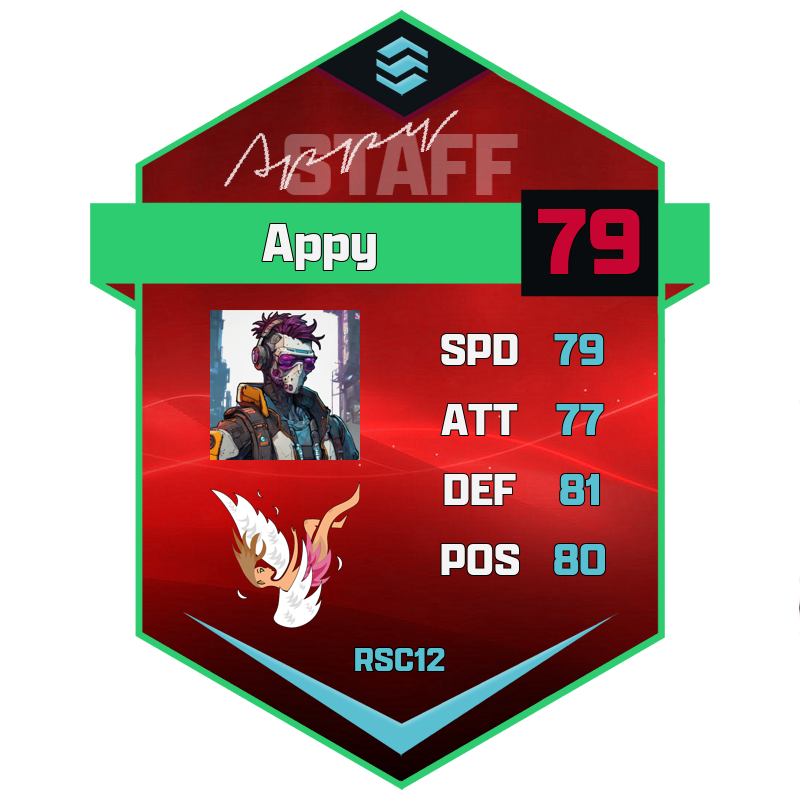 Appy
STAFF
Appy 79
SPD 79
ATT 77
DEF 81
POS 80
RSC12